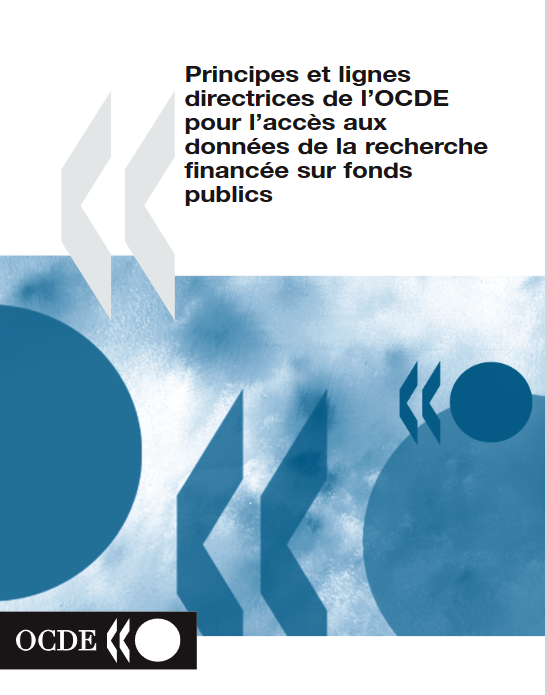 Principes et lignes
directrices de l’OCDE
pour l’accès aux
données de la recherche
financée sur fonds
publics
OCDE